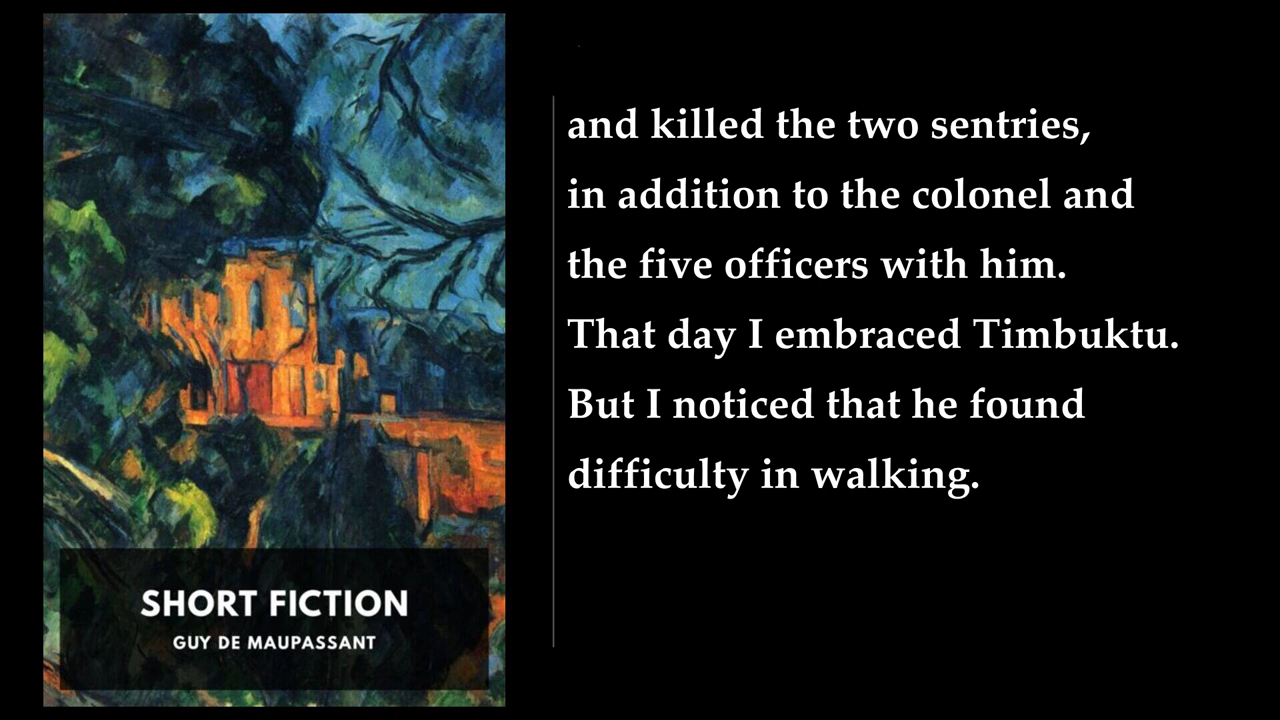 and killed the two sentries,
in addition to the colonel and
the five officers with him.
That day I embraced Timbuktu.
But I noticed that he found
difficulty in walking.
SHORT FICTION
GUY DE MAUPASSANT